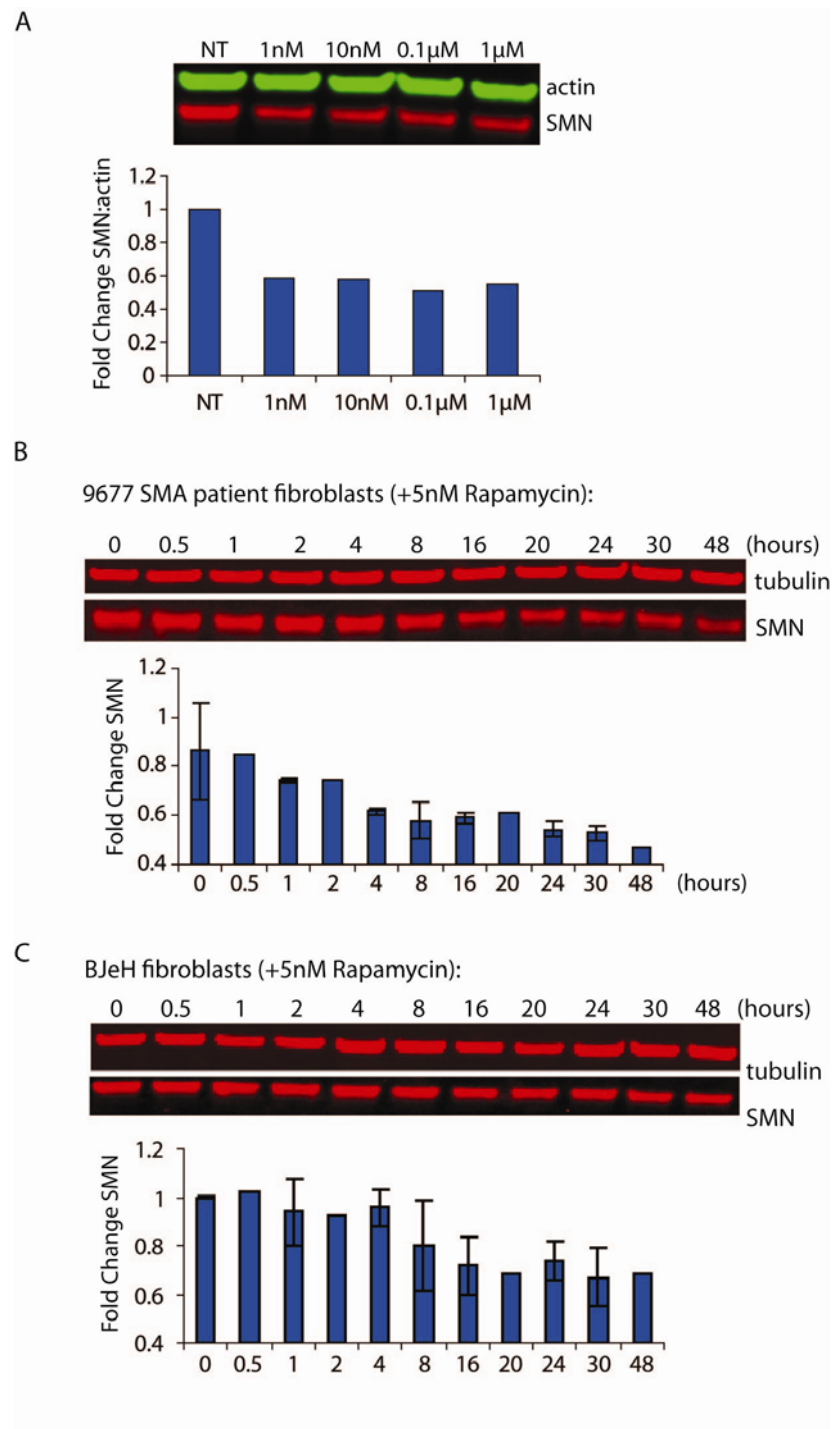 A
NT 1nM 10nM 0.1µM 1µM
actin
SMN
Fold Change SMN:actin
1.2
1
0.8
0.6
0.4
0.2
0
NT 1nM 10nM 0.1µM 1µM
B
9677 SMA patient fibroblasts (+5nM Rapamycin):
0 0.5 1 2 4 8 16 20 24 30 48 (hours)
tubulin
SMN
Fold Change SMN
1.2
1
0.8
0.6
0.4
0 0.5 1 2 4 8 16 20 24 30 48 (hours)
C
BJeH fibroblasts (+5nM Rapamycin):
0 0.5 1 2 4 8 16 20 24 30 48 (hours)
tubulin
SMN
Fold Change SMN
1.2
1
0.8
0.6
0.4
0 0.5 1 2 4 8 16 20 24 30 48